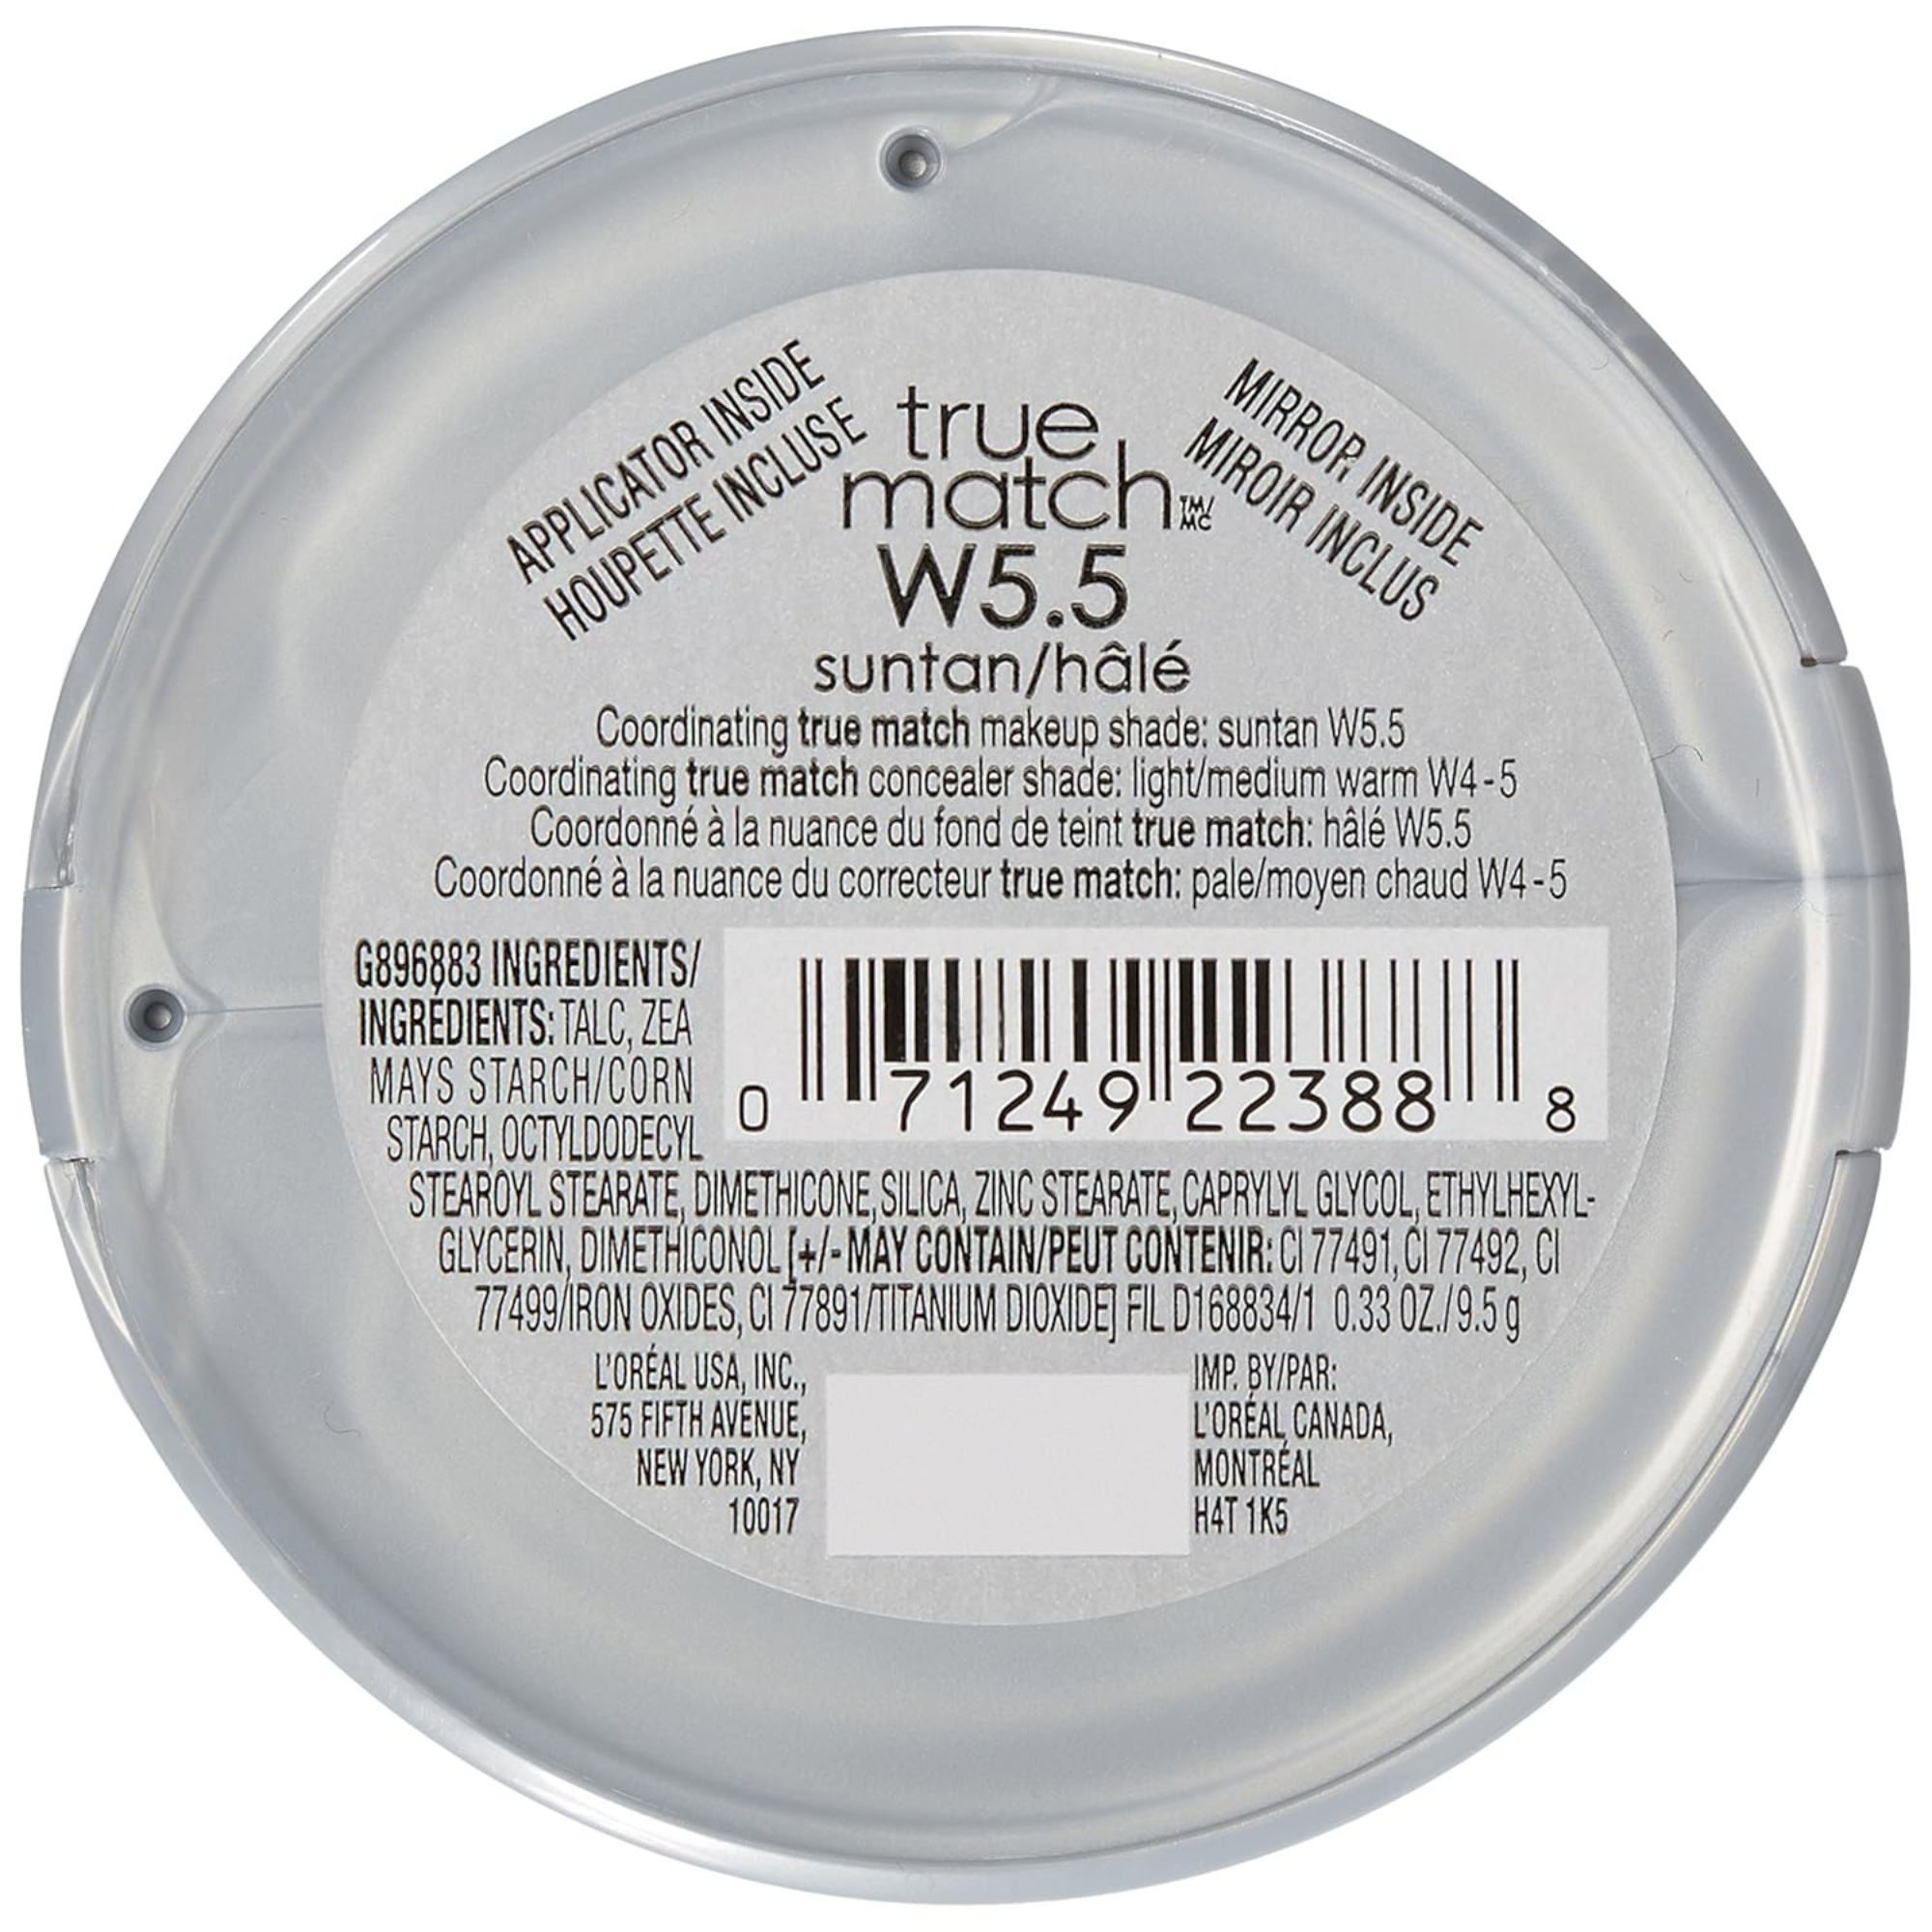 APPLICATOR INSIDE
HOUPETTE INCLUSE
MIRROR INSIDE
MIROIR INCLUS
true
match TM/
MC
W5.5
suntan/hâlé
Coordinating true match makeup shade: suntan W5.5
Coordinating true match concealer shade: light/medium warm W4-5
Coordonné à la nuance du fond de teint true match: hâlé W5.5
Coordonné à la nuance du correcteur true match: pale/moyen chaud W4-5
G896883 INGREDIENTS/
INGRÉDIENTS: TALC, ZEA
MAYS STARCH/CORN
STARCH, OCTYLDODECYL
0 71249 22388 8
STEAROYL STEARATE, DIMETHICONE, SILICA, ZINC STEARATE, CAPRYLYL GLYCOL, ETHYLHEXYL-
GLYCERIN, DIMETHICONOL [+/- MAY CONTAIN/PEUT CONTENIR: CI 77491, CI 77492, CI
77499/IRON OXIDES, CI 77891/TITANIUM DIOXIDE] FIL D168834/1 0.33 OZ./9.5 g
L'ORÉAL USA, INC.,
575 FIFTH AVENUE,
NEW YORK, NY
10017
IMP. BY/PAR:
L'ORÉAL CANADA,
MONTRÉAL
H4T 1K5